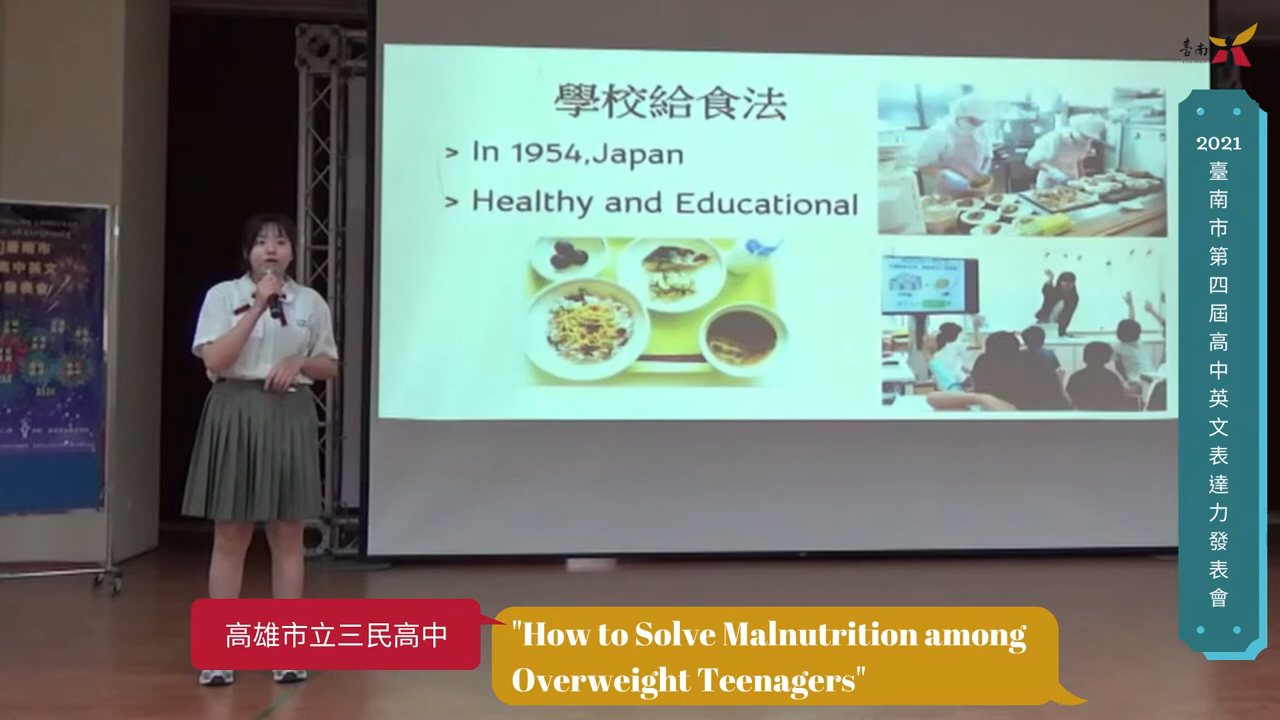 學校給食法
> In 1954,Japan
> Healthy and Educational
臺南
2021
臺南市第四屆高中英文表達力發表會
高雄市立三民高中
"How to Solve Malnutrition among
Overweight Teenagers"